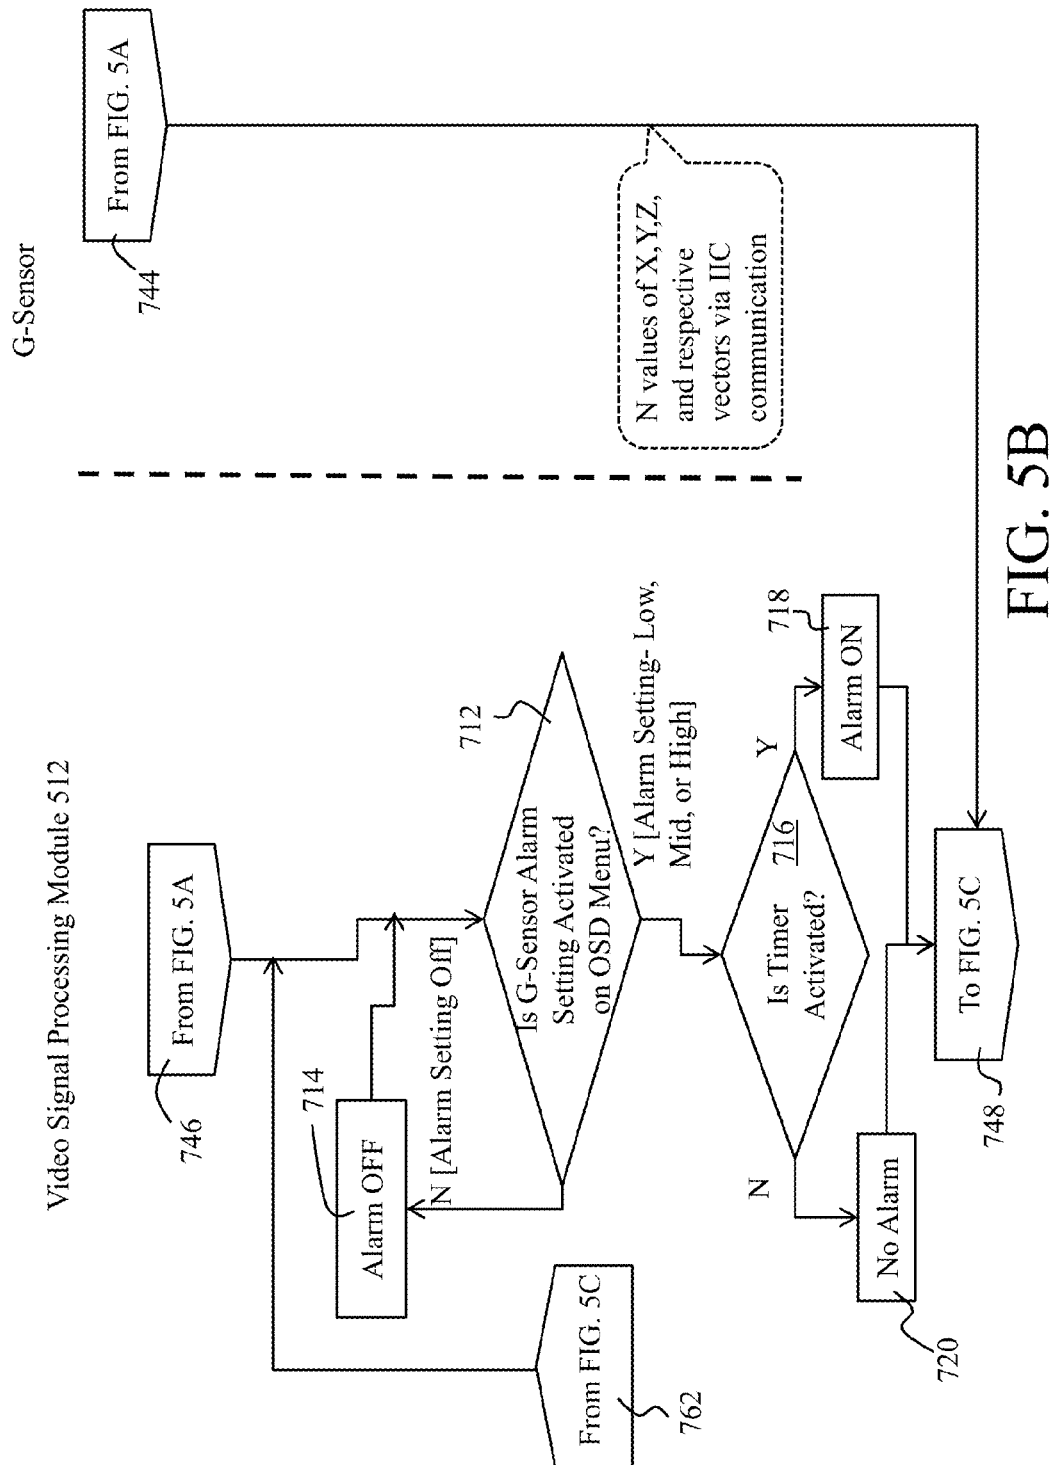 Video Signal Processing Module 512
G-Sensor
From FIG. 5A
746
From FIG. 5A
744
From FIG. 5C
762
Alarm OFF
714
N [Alarm Setting Off]
Is G-Sensor Alarm
Setting Activated
on OSD Menu?
712
Y [Alarm Setting- Low,
Mid, or High]
N values of X,Y,Z,
and respective
vectors via IIC
communication
Is Timer
Activated?
716
N
Y
No Alarm
720
Alarm ON
718
To FIG. 5C
748
FIG. 5B